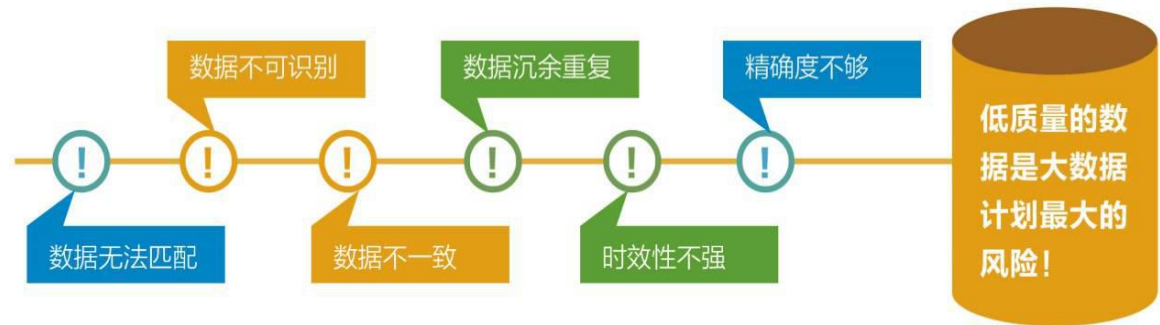 数据不可识别
数据沉余重复
精确度不够
数据无法匹配
数据不一致
时效性不强
低质量的数
据是大数据
计划最大的
风险！